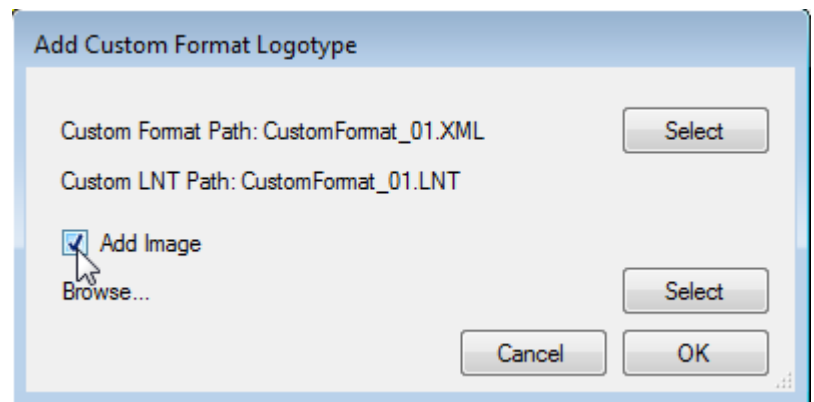 Add Custom Format Logotype
Custom Format Path: CustomFormat_01.XML
Select
Custom LNT Path: CustomFormat_01.LNT
Add Image
Browse...
Select
Cancel
OK